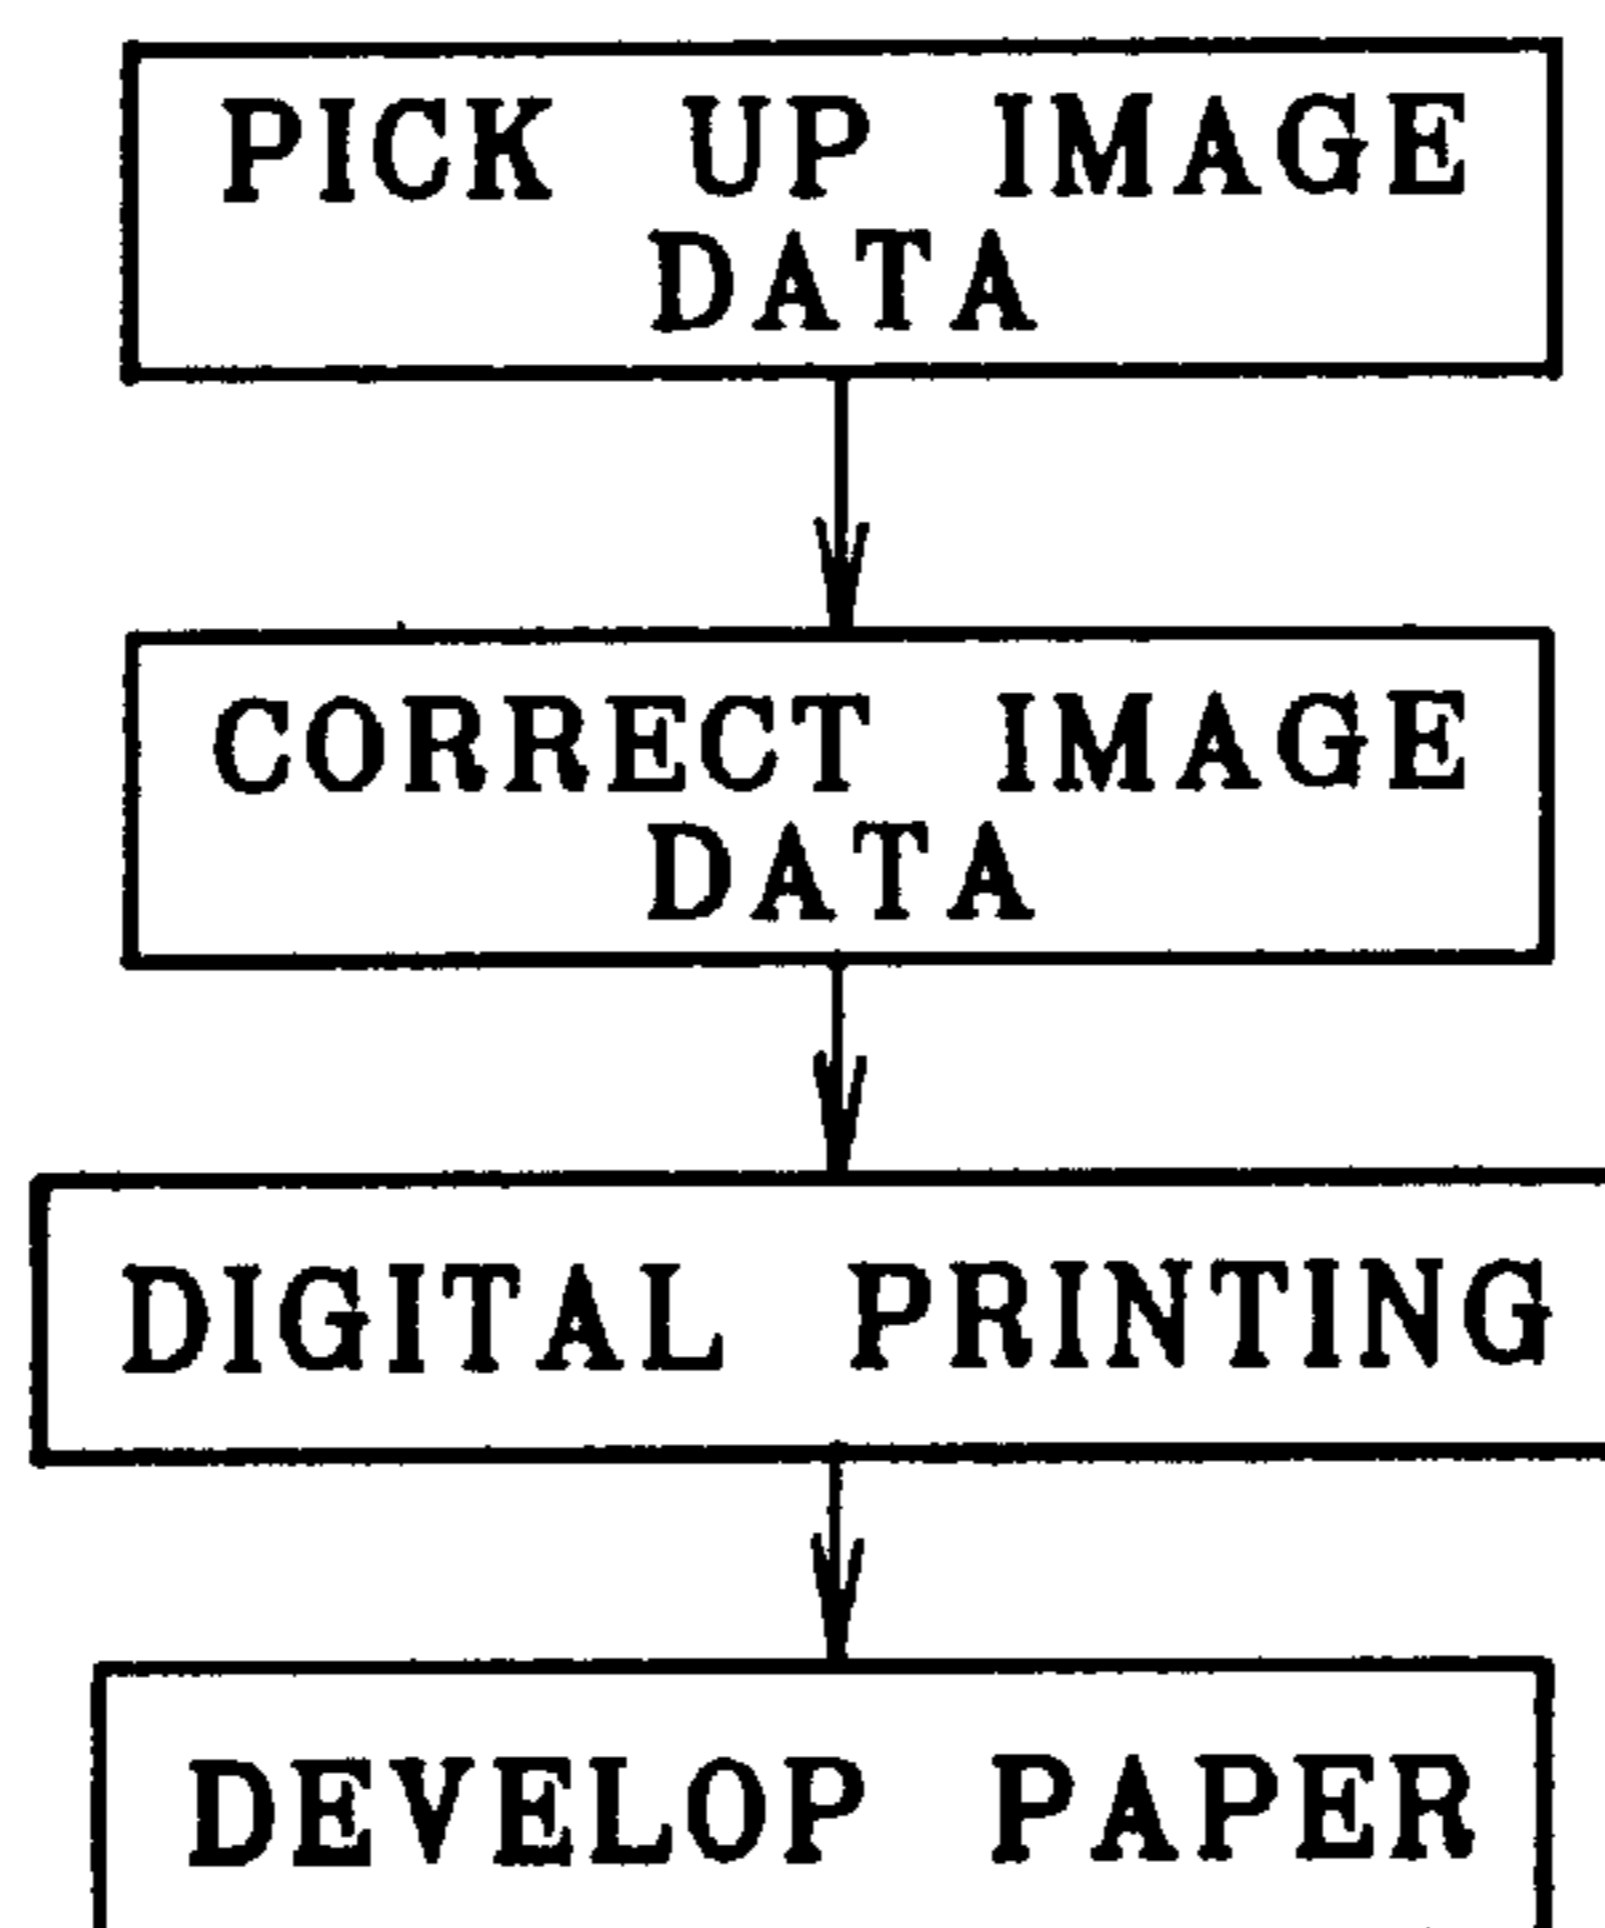 PICK UP IMAGE
DATA
CORRECT IMAGE
DATA
DIGITAL PRINTING
DEVELOP PAPER